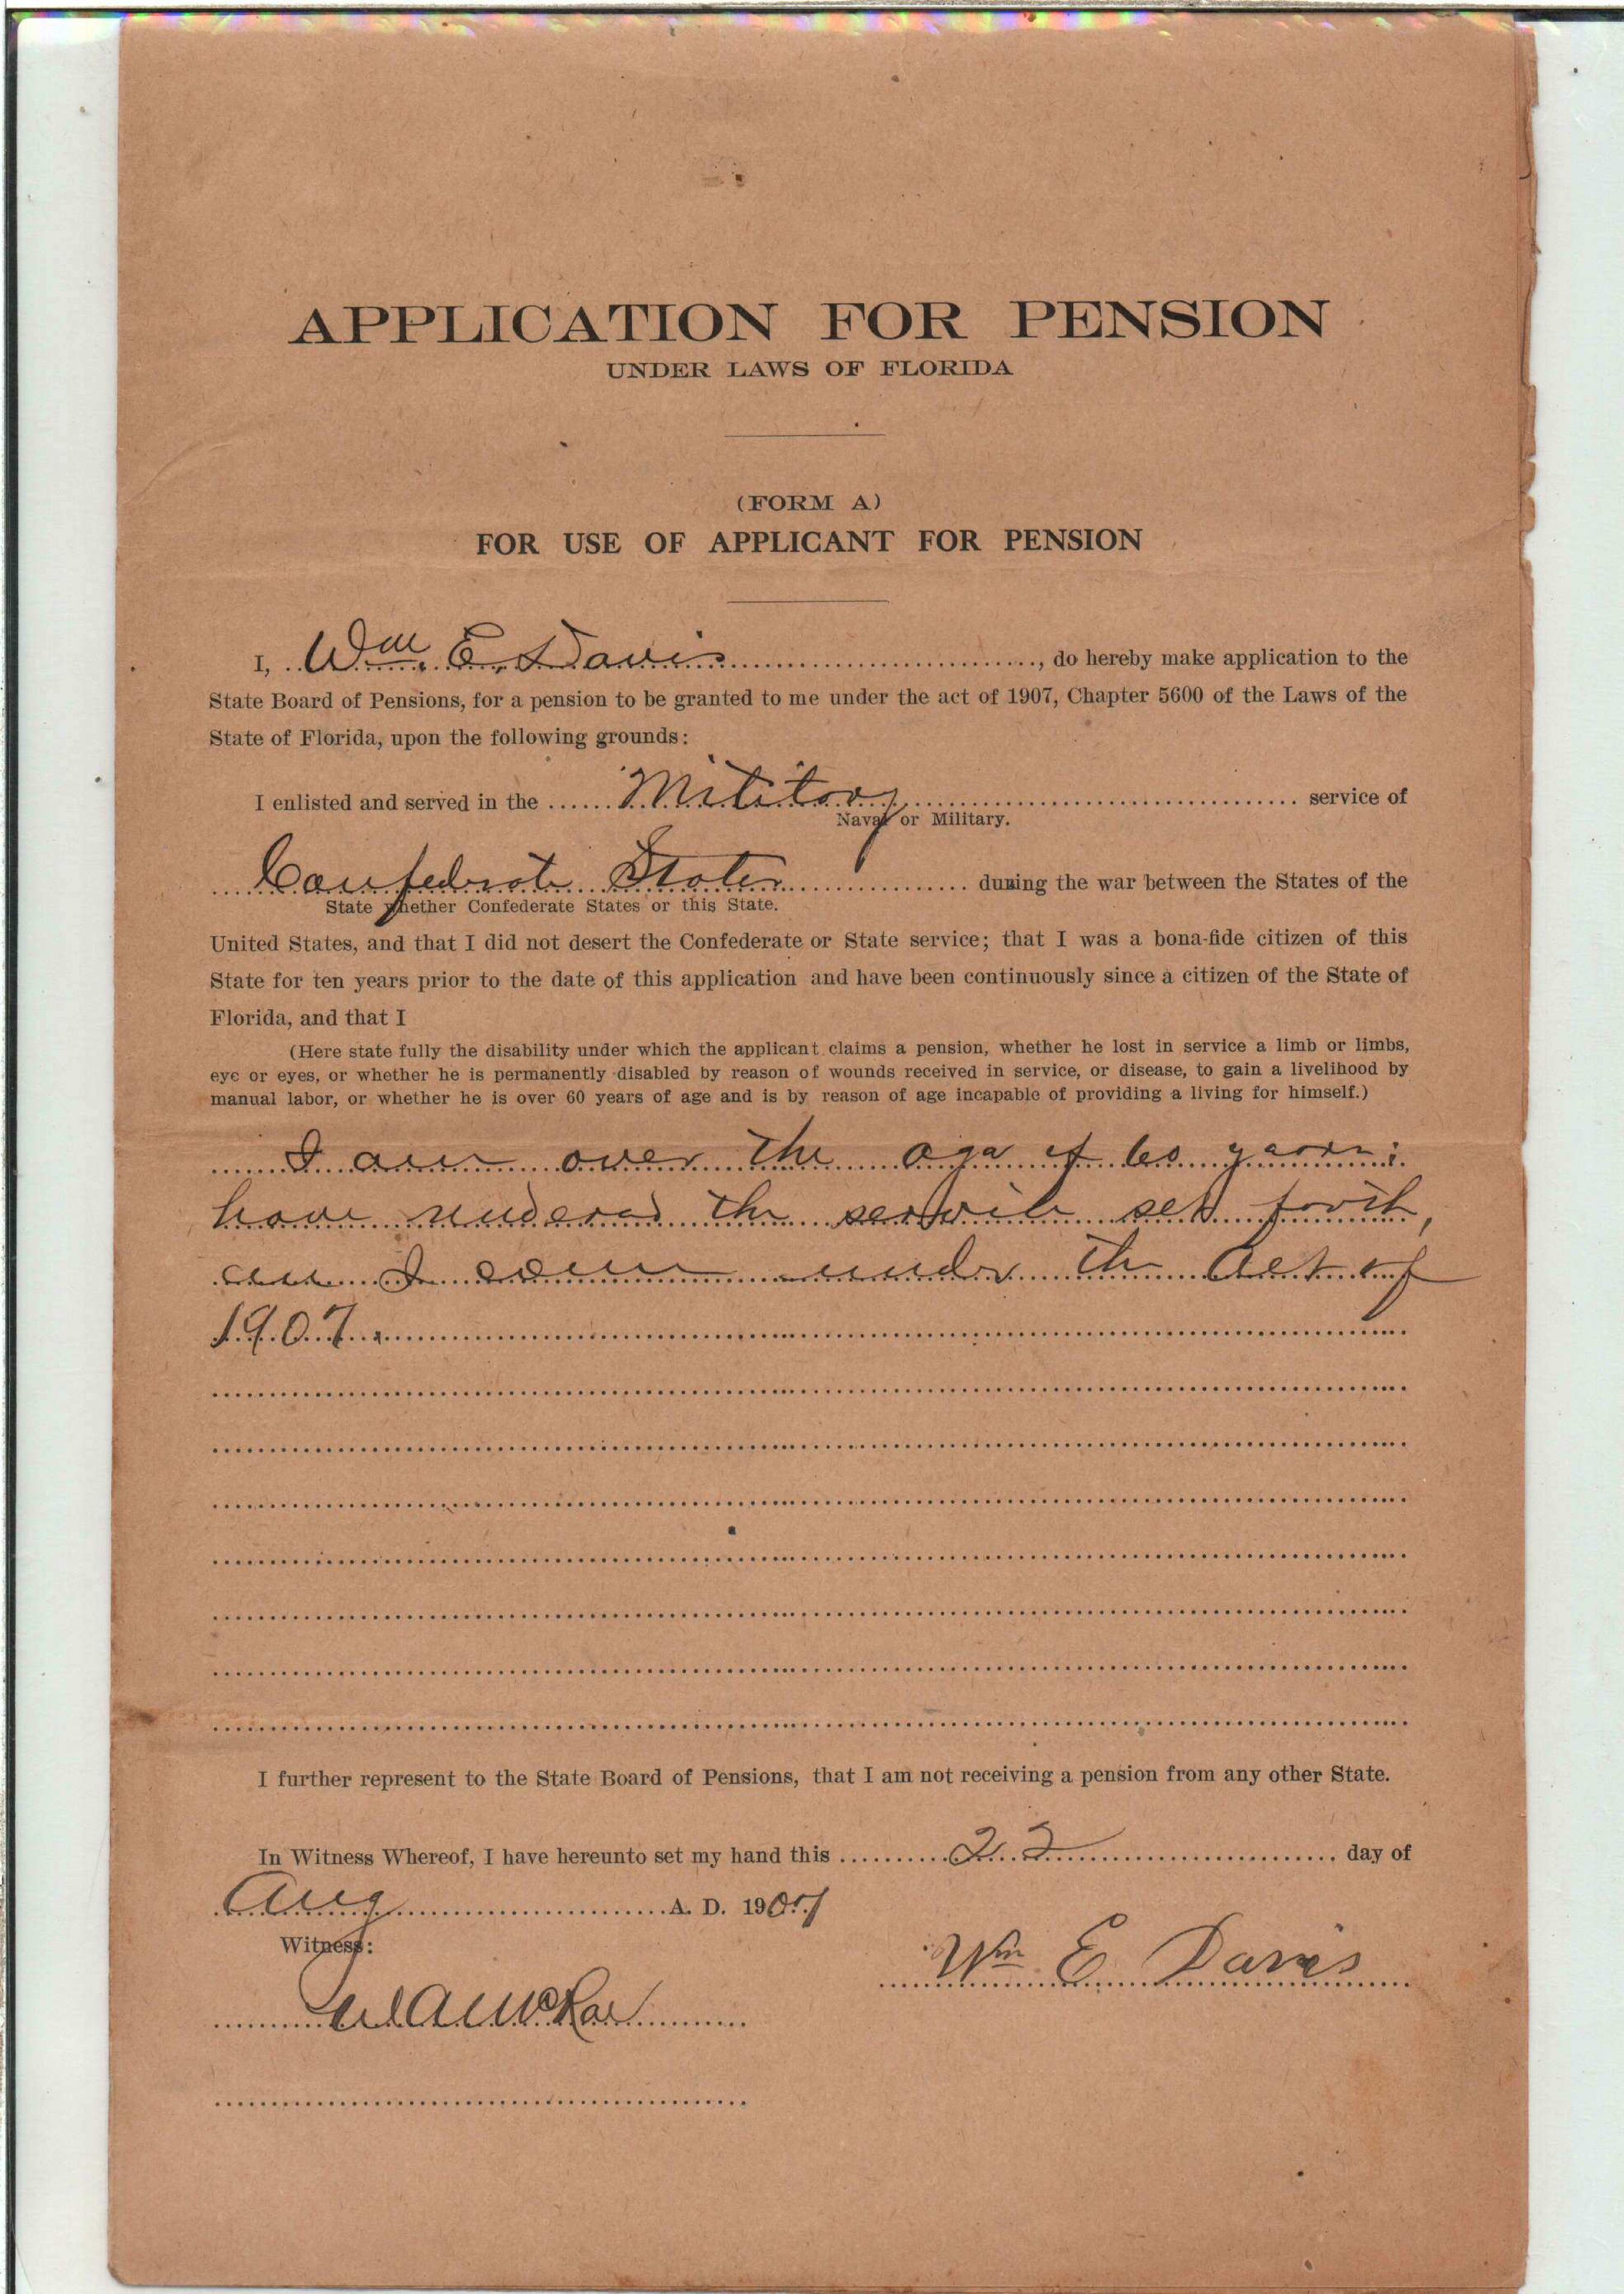 APPLICATION FOR PENSION
UNDER LAWS OF FLORIDA
(FORM A)
FOR USE OF APPLICANT FOR PENSION
I, Wm. E. Davis, do hereby make application to the
State Board of Pensions, for a pension to be granted to me under the act of 1907, Chapter 5600 of the Laws of the
State of Florida, upon the following grounds:
I enlisted and served in the Military service of
Naval or Military.
Confederate States during the war between the States of the
State whether Confederate States or this State.
United States, and that I did not desert the Confederate or State service; that I was a bona-fide citizen of this
State for ten years prior to the date of this application and have been continuously since a citizen of the State of
Florida, and that I
(Here state fully the disability under which the applicant claims a pension, whether he lost in service a limb or limbs,
eye or eyes, or whether he is permanently disabled by reason of wounds received in service, or disease, to gain a livelihood by
manual labor, or whether he is over 60 years of age and is by reason of age incapable of providing a living for himself.)
I am over the age of 60 years;
have rendered the service set forth,
and I come under the Act of
1907.
I further represent to the State Board of Pensions, that I am not receiving a pension from any other State.
In Witness Whereof, I have hereunto set my hand this 22 day of
Aug A. D. 1907
Witness:
Wm E. Davis